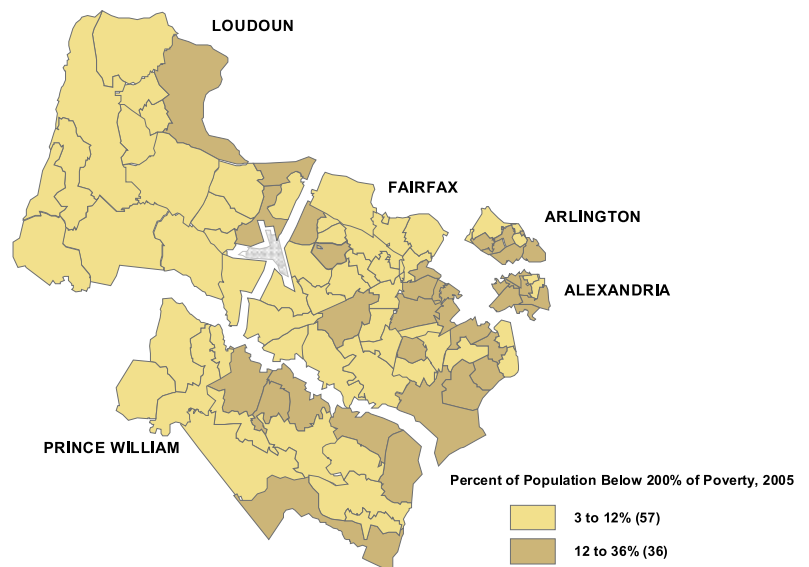 LOUDOUN
FAIRFAX
ARLINGTON
ALEXANDRIA
PRINCE WILLIAM
Percent of Population Below 200% of Poverty, 2005
3 to 12% (57)
12 to 36% (36)